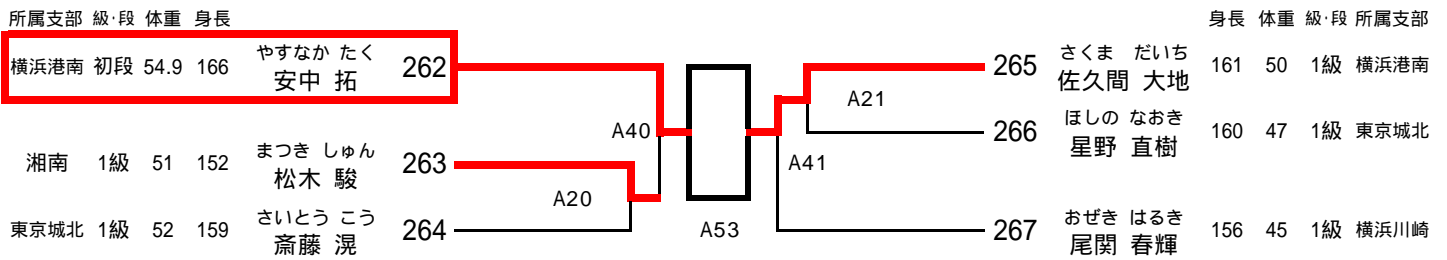 所属支部 級・段 体重 身長
身長 体重 級・段 所属支部
やすなか たく
横浜港南 初段 54.9 166 安中 拓 262
さくま だいち
265 佐久間 大地 161 50 1級 横浜港南
A21
A40
ほしの なおき
266 星野 直樹 160 47 1級 東京城北
まつき しゅん
湘南 1級 51 152 松木 駿 263
A41
A20
さいとう こう
東京城北 1級 52 159 斎藤 滉 264
A53
おぜき はるき
267 尾関 春輝 156 45 1級 横浜川崎